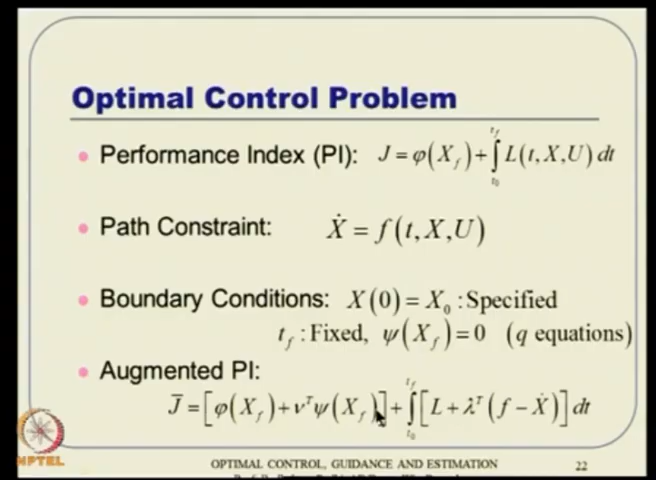 Optimal Control Problem
• Performance Index (PI): J = φ(X_f) + ∫_{t_0}^{t_f} L(t, X, U) dt
• Path Constraint: Ẋ = f(t, X, U)
• Boundary Conditions: X(0) = X_0 : Specified
t_f : Fixed, ψ(X_f) = 0 (q equations)
• Augmented PI:
J̄ = [φ(X_f) + ν^T ψ(X_f)] + ∫_{t_0}^{t_f} [L + λ^T (f − Ẋ)] dt
NPTEL
OPTIMAL CONTROL, GUIDANCE AND ESTIMATION 22